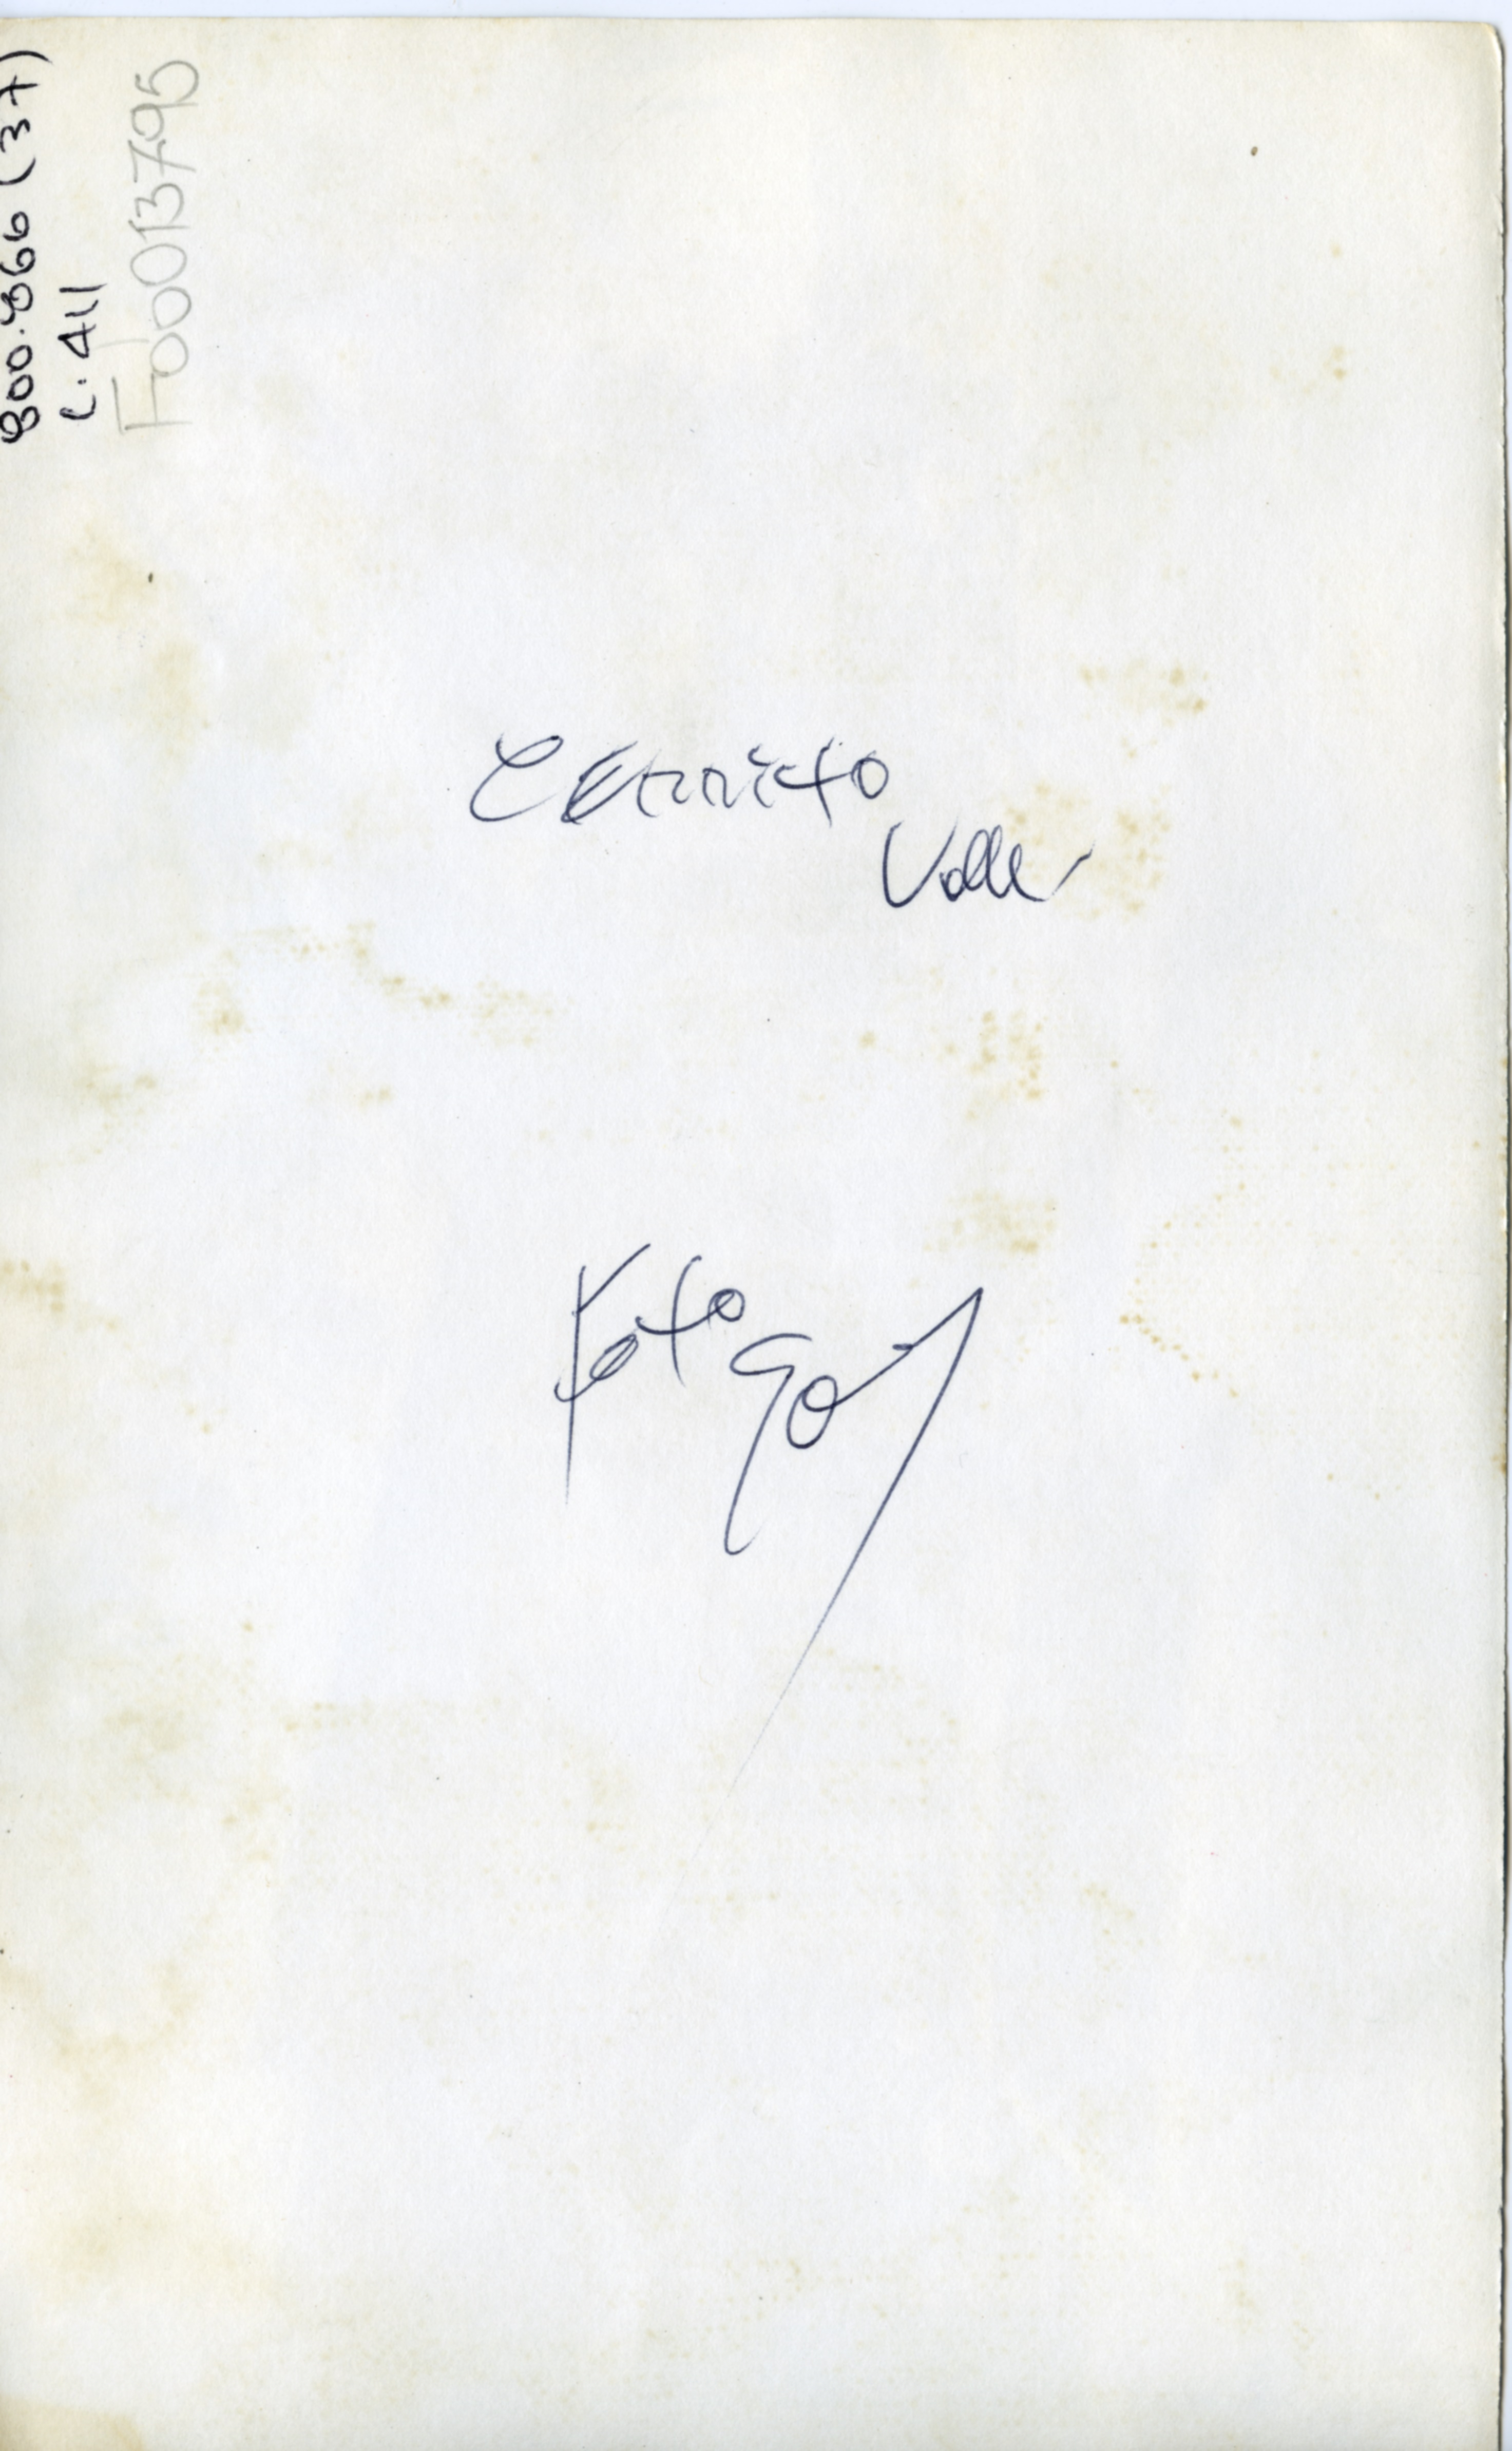 800.866 (37)
C. 411
F00013795
Cerrito
Valle
Foto